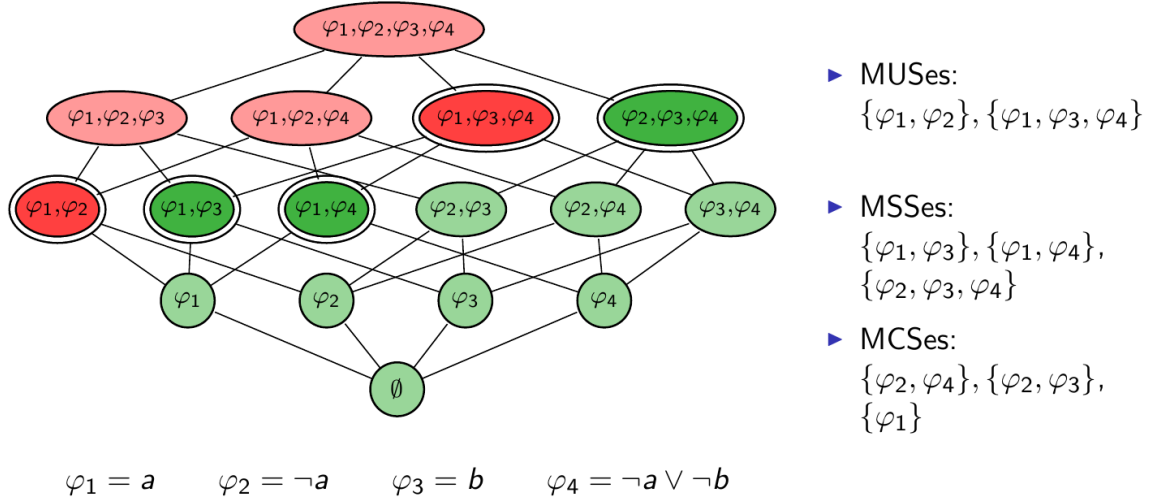 φ1,φ2,φ3,φ4
φ1,φ2,φ3
φ1,φ2,φ4
φ1,φ3,φ4
φ2,φ3,φ4
φ1,φ2
φ1,φ3
φ1,φ4
φ2,φ3
φ2,φ4
φ3,φ4
φ1
φ2
φ3
φ4
∅
φ1 = a
φ2 = ¬a
φ3 = b
φ4 = ¬a ∨ ¬b
▶ MUSes:
{φ1, φ2}, {φ1, φ3, φ4}
▶ MSSes:
{φ1, φ3}, {φ1, φ4},
{φ2, φ3, φ4}
▶ MCSes:
{φ2, φ4}, {φ2, φ3},
{φ1}